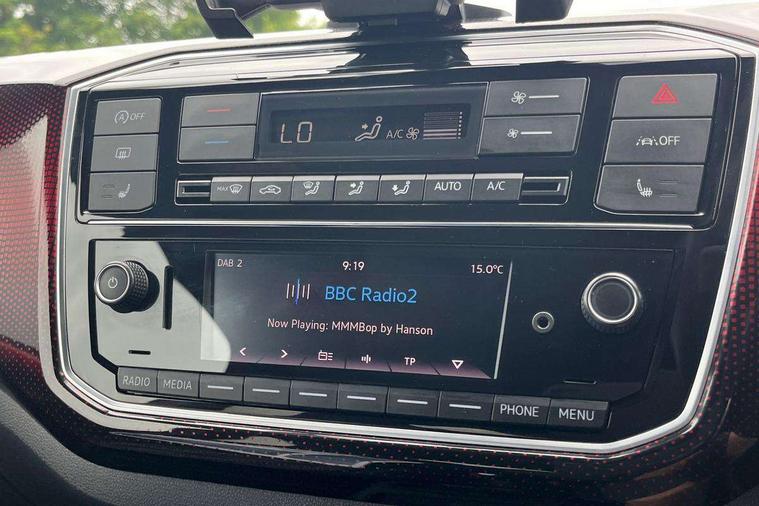 OFF
LO
A/C
OFF
MAX
AUTO
A/C
DAB 2
9:19
15.0°C
BBC Radio2
Now Playing: MMMBop by Hanson
TP
RADIO
MEDIA
PHONE
MENU